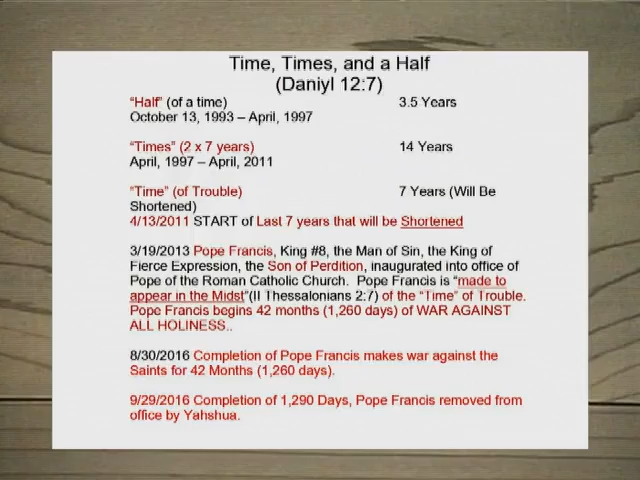 Time, Times, and a Half
(Daniyl 12:7)
“Half” (of a time) 3.5 Years
October 13, 1993 – April, 1997
“Times” (2 x 7 years) 14 Years
April, 1997 – April, 2011
“Time” (of Trouble) 7 Years (Will Be
Shortened)
4/13/2011 START of Last 7 years that will be Shortened
3/19/2013 Pope Francis, King #8, the Man of Sin, the King of
Fierce Expression, the Son of Perdition, inaugurated into office of
Pope of the Roman Catholic Church. Pope Francis is “made to
appear in the Midst”(II Thessalonians 2:7) of the “Time” of Trouble.
Pope Francis begins 42 months (1,260 days) of WAR AGAINST
ALL HOLINESS..
8/30/2016 Completion of Pope Francis makes war against the
Saints for 42 Months (1,260 days).
9/29/2016 Completion of 1,290 Days, Pope Francis removed from
office by Yahshua.